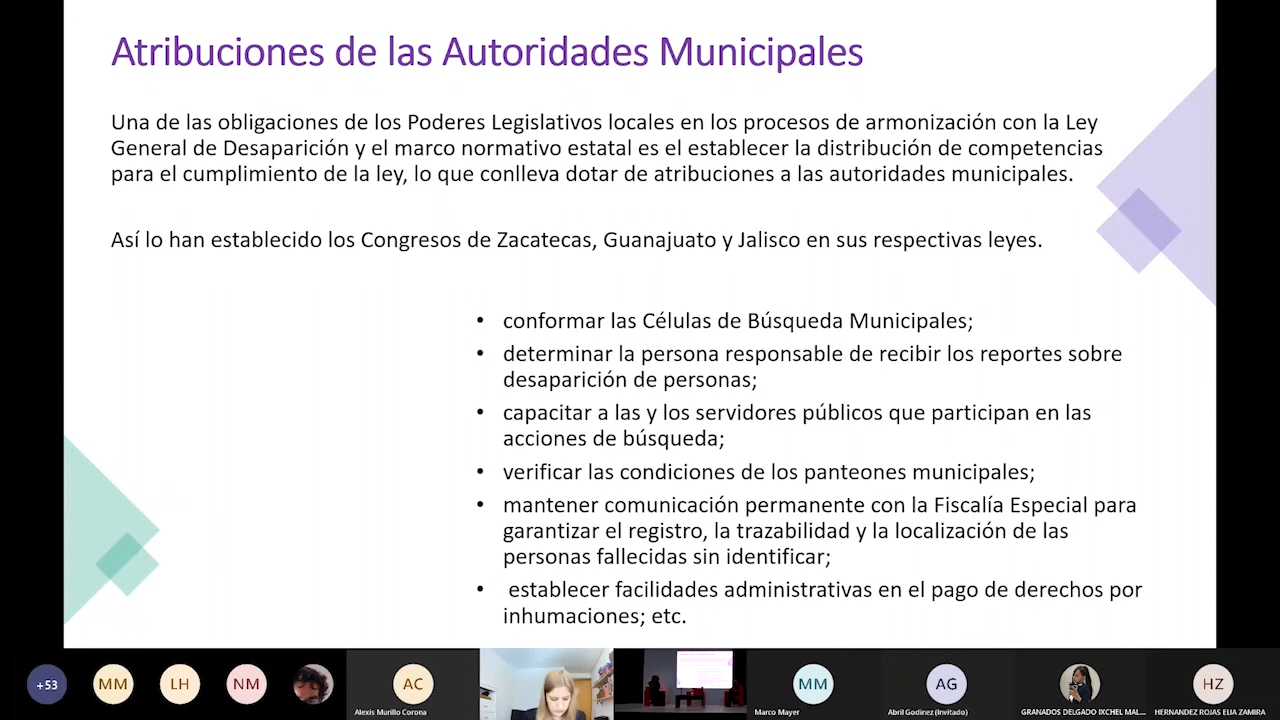 Atribuciones de las Autoridades Municipales
Una de las obligaciones de los Poderes Legislativos locales en los procesos de armonización con la Ley
General de Desaparición y el marco normativo estatal es el establecer la distribución de competencias
para el cumplimiento de la ley, lo que conlleva dotar de atribuciones a las autoridades municipales.
Así lo han establecido los Congresos de Zacatecas, Guanajuato y Jalisco en sus respectivas leyes.
• conformar las Células de Búsqueda Municipales;
• determinar la persona responsable de recibir los reportes sobre
desaparición de personas;
• capacitar a las y los servidores públicos que participan en las
acciones de búsqueda;
• verificar las condiciones de los panteones municipales;
• mantener comunicación permanente con la Fiscalía Especial para
garantizar el registro, la trazabilidad y la localización de las
personas fallecidas sin identificar;
• establecer facilidades administrativas en el pago de derechos por
inhumaciones; etc.
+53
MM
LH
NM
AC
Alexis Murillo Corona
MM
Marco Mayer
AG
Abril Godinez (Invitado)
GRANADOS DELGADO IXCHEL MAL...
HZ
HERNANDEZ ROJAS ELIA ZAMIRA